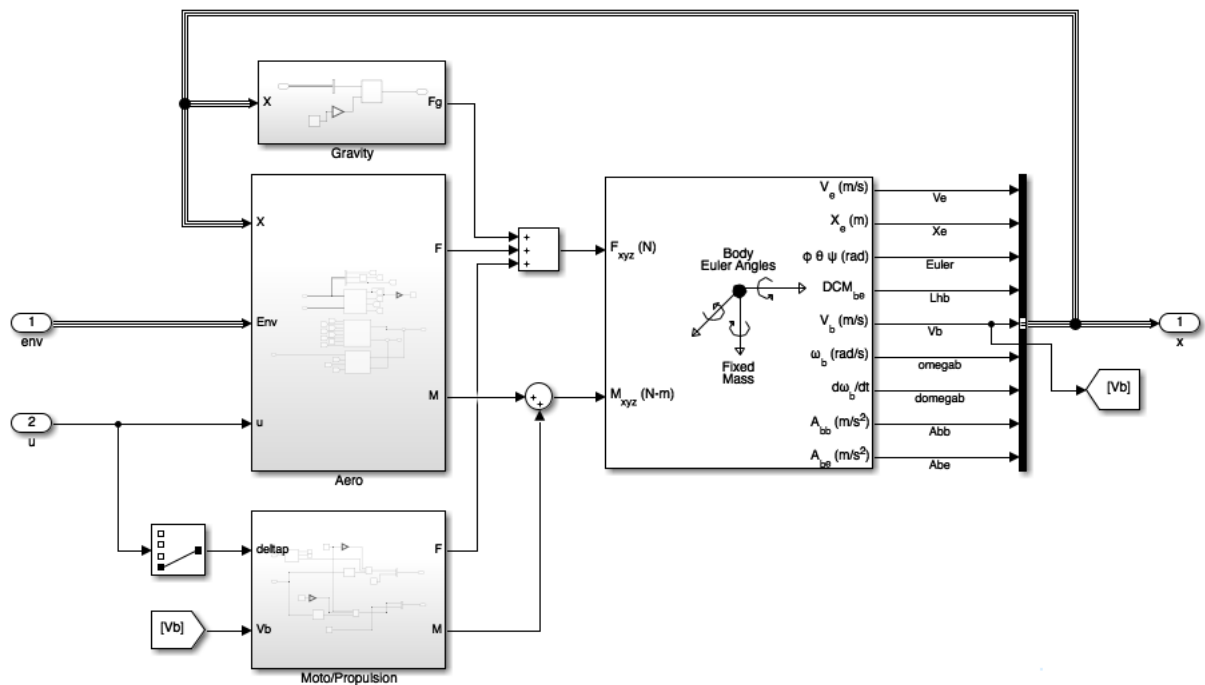 X
Fg
Gravity
X
Env
u
F
M
Aero
1
env
2
u
deltap
Vb
F
M
Moto/Propulsion
[Vb]
+
+
+
+
+
F_xyz (N)
M_xyz (N-m)
Body
Euler Angles
Fixed
Mass
V_e (m/s)
X_e (m)
ϕ θ ψ (rad)
DCM_be
V_b (m/s)
ω_b (rad/s)
dω_b/dt
A_bb (m/s²)
A_be (m/s²)
Ve
Xe
Euler
Lhb
Vb
omegab
domegab
Abb
Abe
1
x
[Vb]